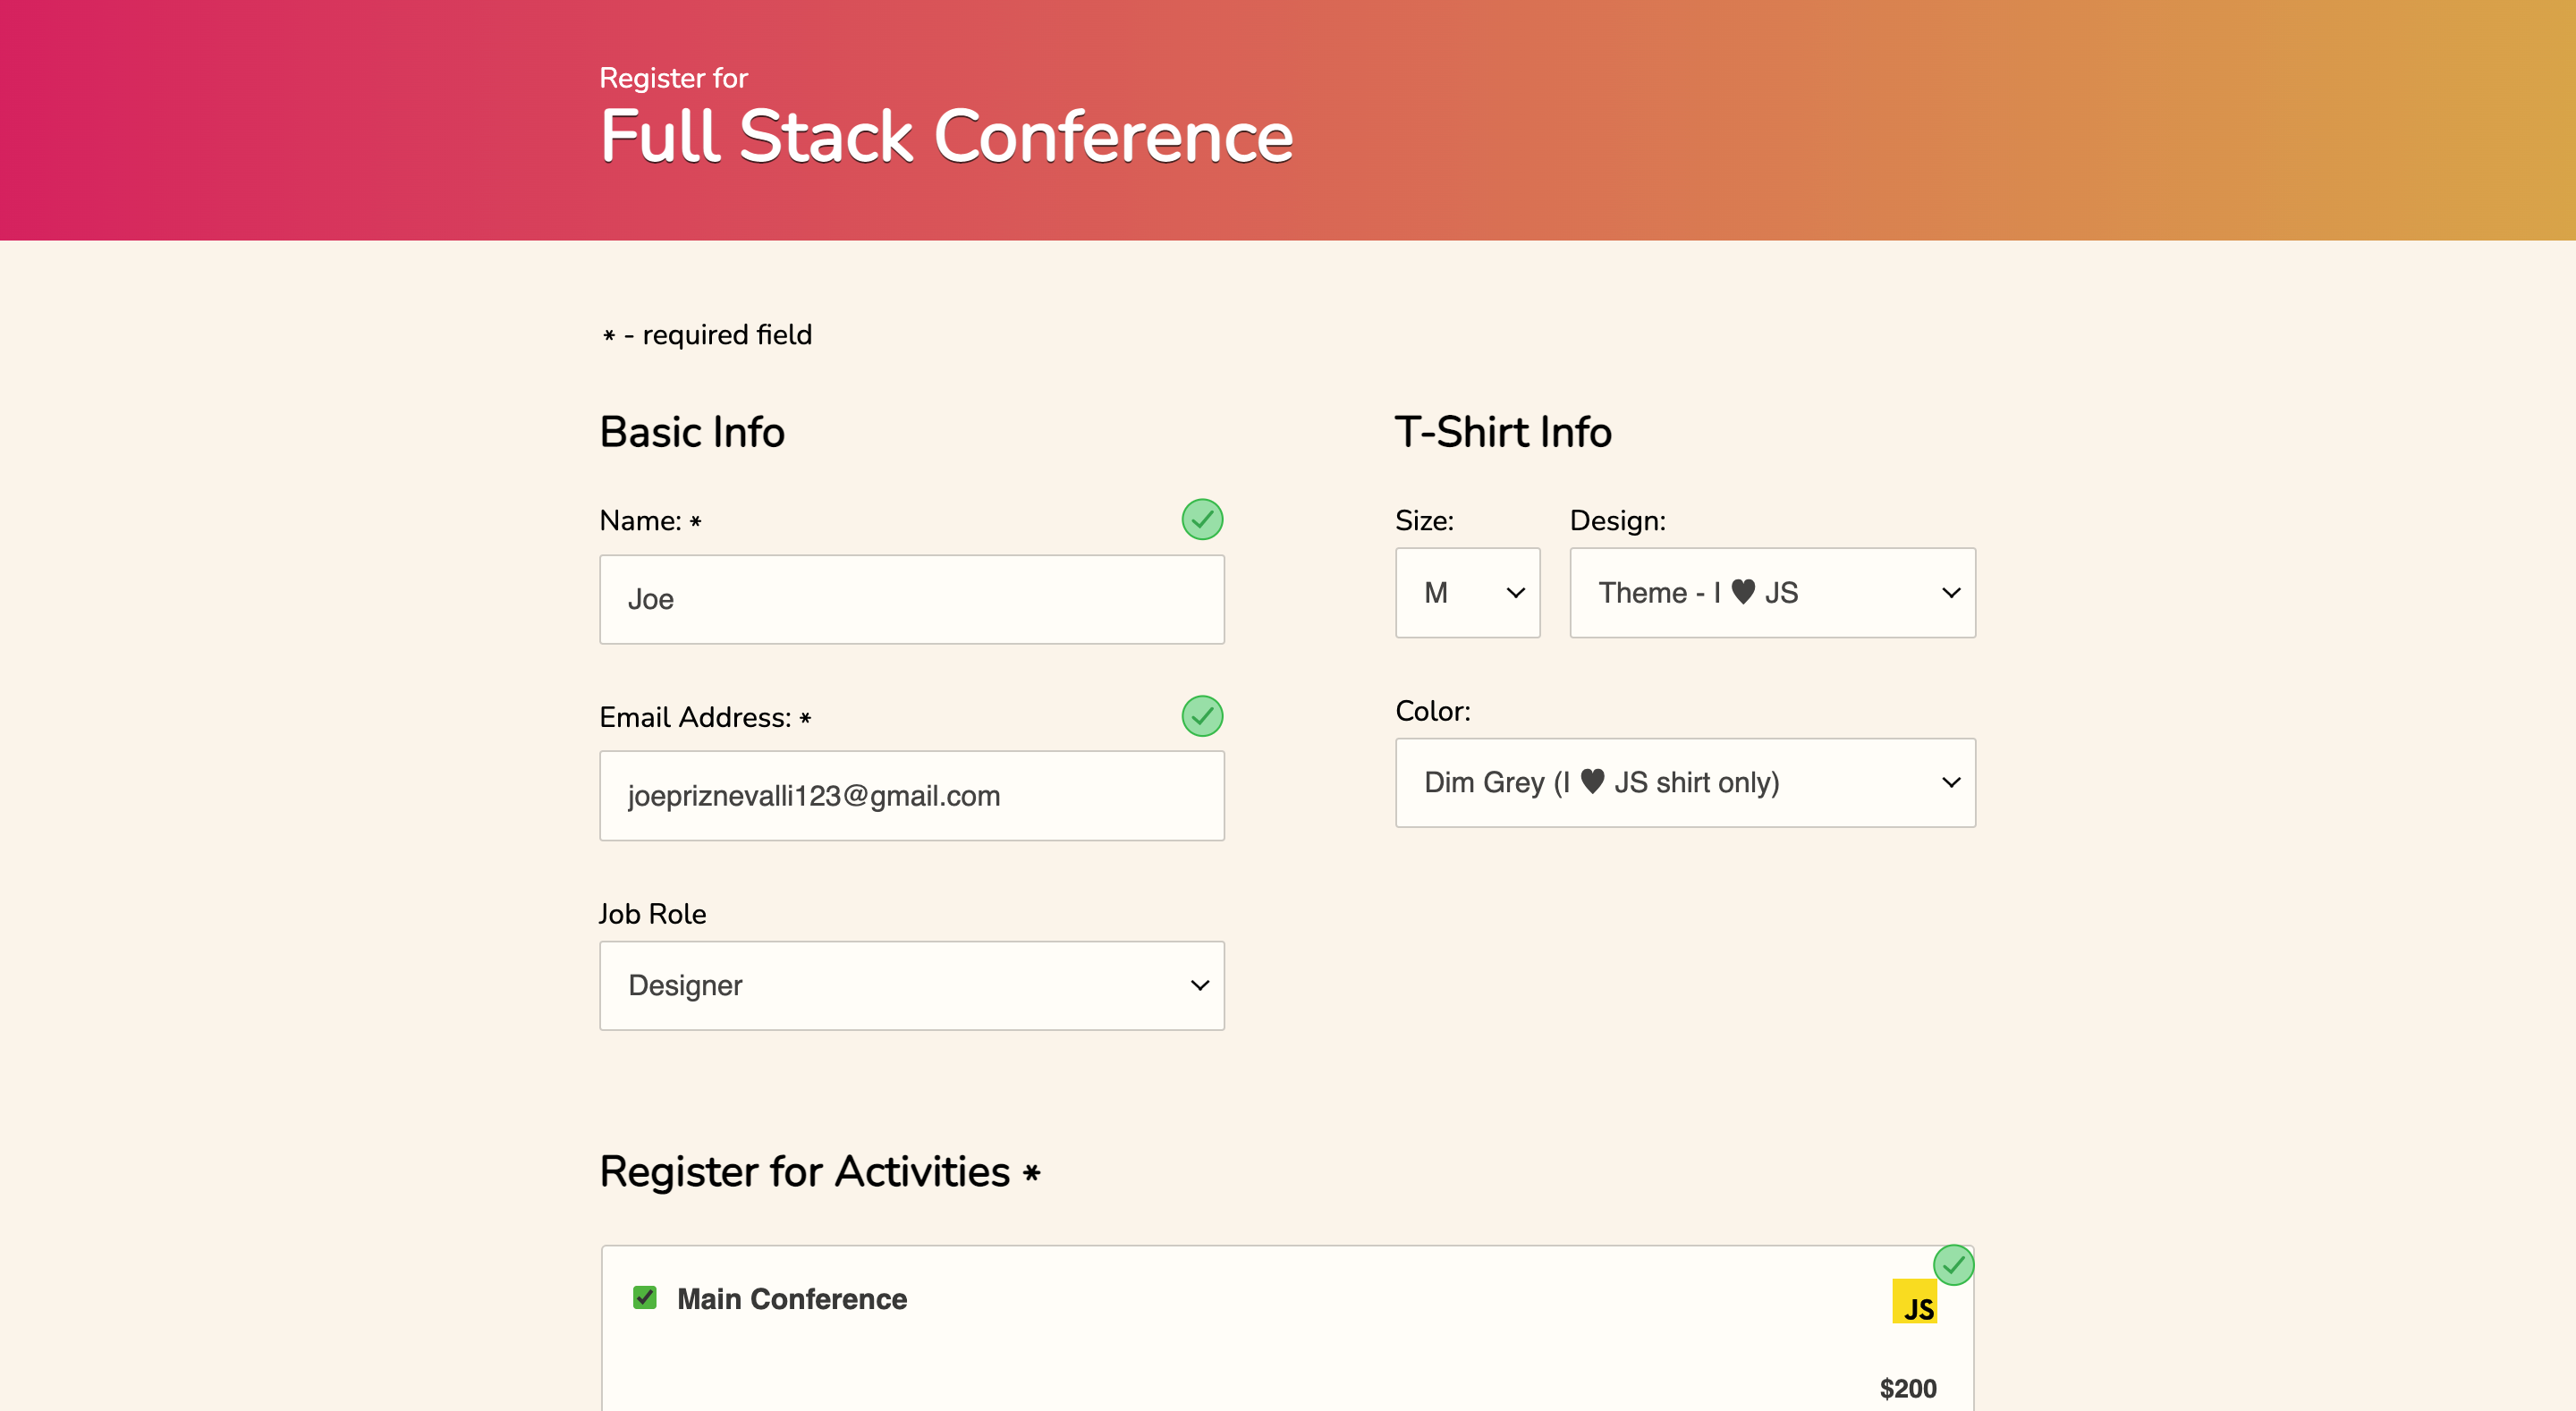 Register for
Full Stack Conference
* - required field
Basic Info
Name: *
Joe
Email Address: *
joepriznevalli123@gmail.com
Job Role
Designer
T-Shirt Info
Size:
M
Design:
Theme - I ♥ JS
Color:
Dim Grey (I ♥ JS shirt only)
Register for Activities *
Main Conference
JS
$200